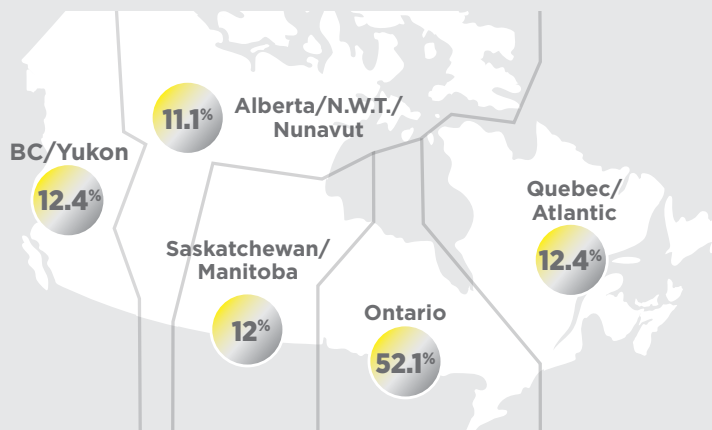 Alberta/N.W.T./
Nunavut
11.1%
BC/Yukon
12.4%
Quebec/
Atlantic
12.4%
Saskatchewan/
Manitoba
12%
Ontario
52.1%